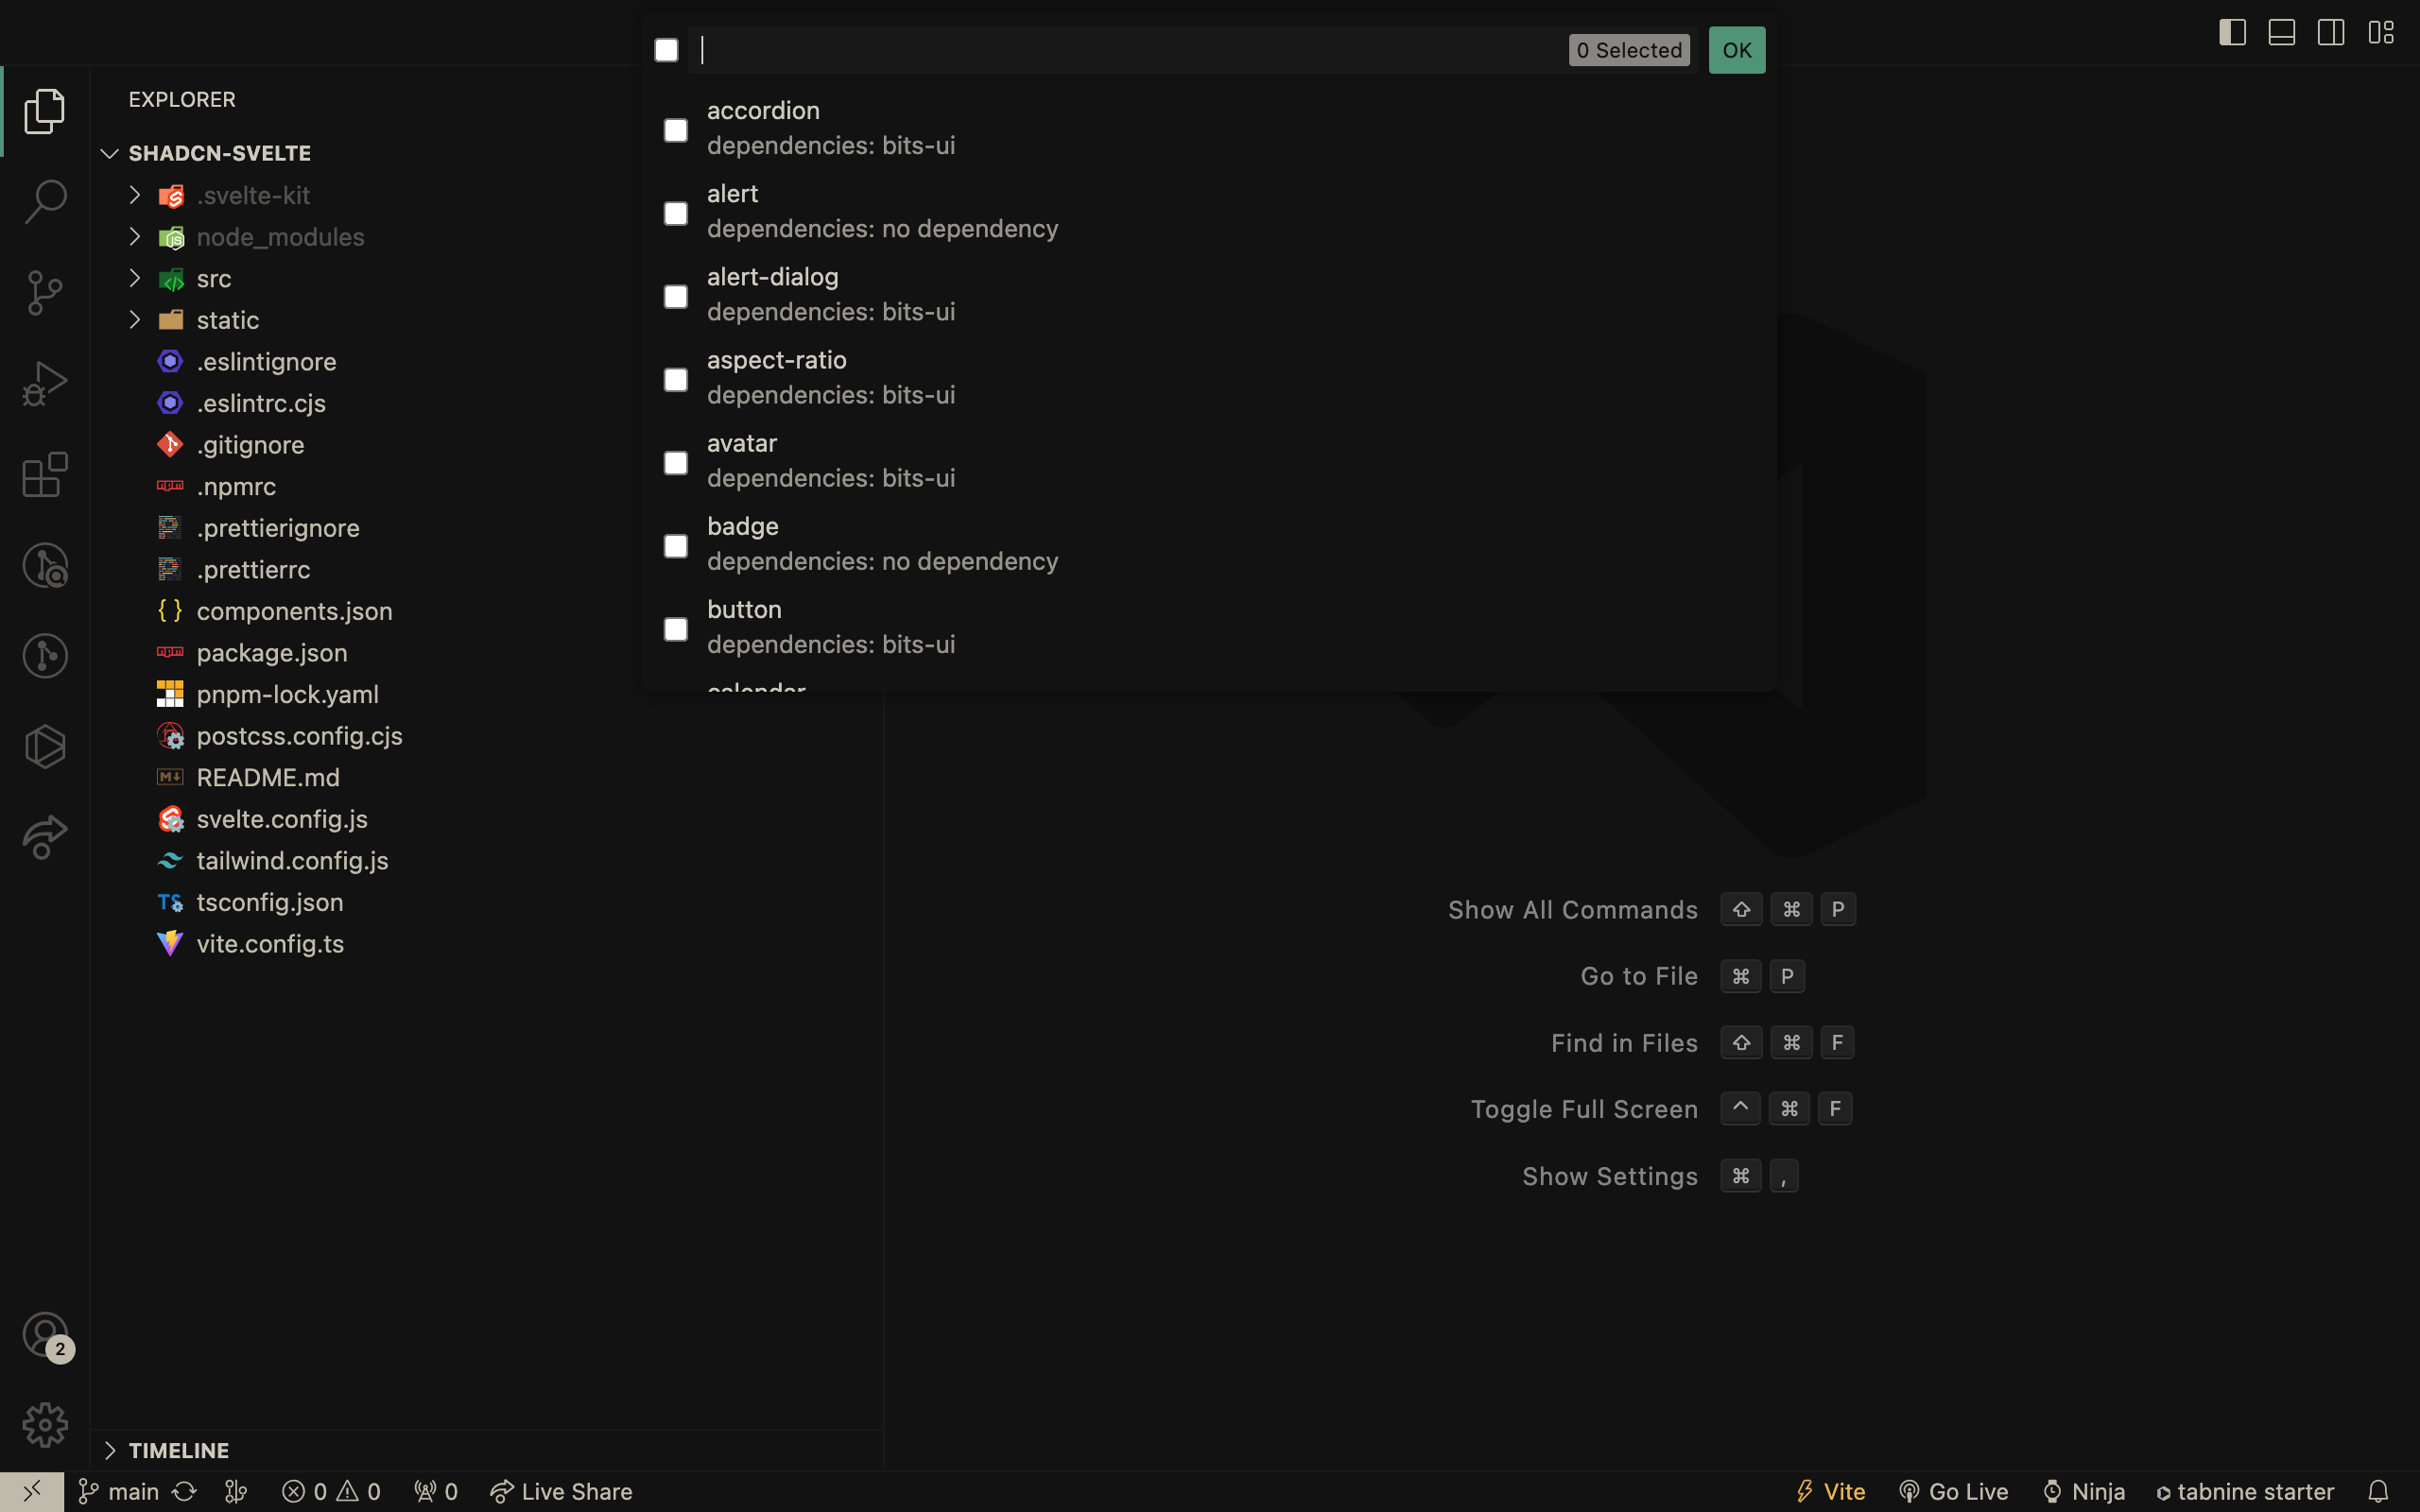 0 Selected
OK
EXPLORER
SHADCN-SVELTE
.svelte-kit
node_modules
src
static
.eslintignore
.eslintrc.cjs
.gitignore
.npmrc
.prettierignore
.prettierrc
components.json
package.json
pnpm-lock.yaml
postcss.config.cjs
README.md
svelte.config.js
tailwind.config.js
tsconfig.json
vite.config.ts
accordion
dependencies: bits-ui
alert
dependencies: no dependency
alert-dialog
dependencies: bits-ui
aspect-ratio
dependencies: bits-ui
avatar
dependencies: bits-ui
badge
dependencies: no dependency
button
dependencies: bits-ui
calendar
Show All Commands ⇧ ⌘ P
Go to File ⌘ P
Find in Files ⇧ ⌘ F
Toggle Full Screen ^ ⌘ F
Show Settings ⌘ ,
2
TIMELINE
main 0 0 0 Live Share Vite Go Live Ninja tabnine starter